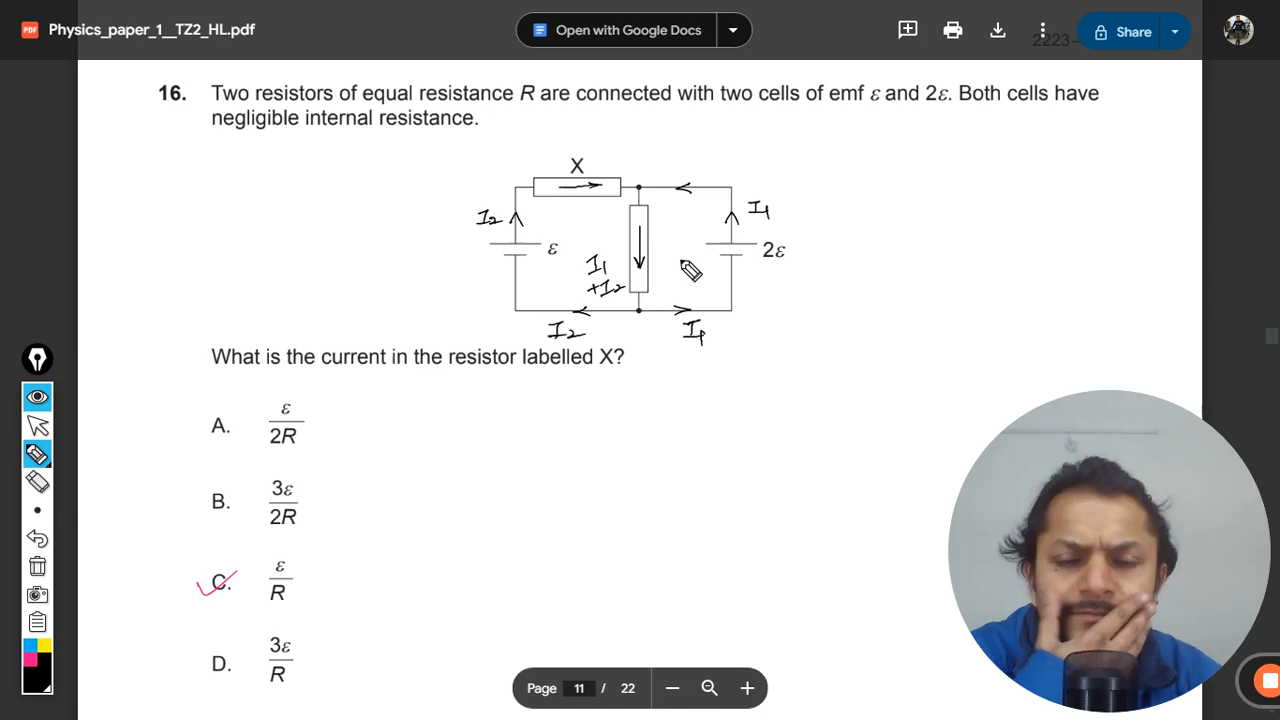 Physics_paper_1__TZ2_HL.pdf
Open with Google Docs
Share
2223
16. Two resistors of equal resistance R are connected with two cells of emf ε and 2ε. Both cells have
negligible internal resistance.
X
I2
I1
ε
2ε
I1
+I2
I2
I1
What is the current in the resistor labelled X?
A. ε
2R
B. 3ε
2R
C. ε
R
D. 3ε
R
Page 11 / 22